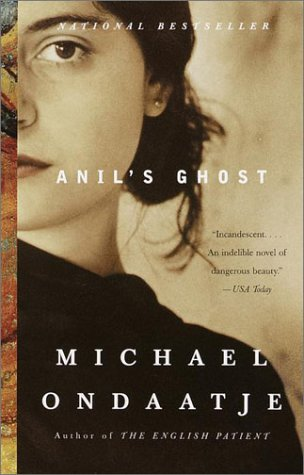 NATIONAL BESTSELLER
ANIL'S GHOST
"Incandescent. . . .
An indelible novel of
dangerous beauty."
—USA Today
MICHAEL
ONDAATJE
Author of THE ENGLISH PATIENT